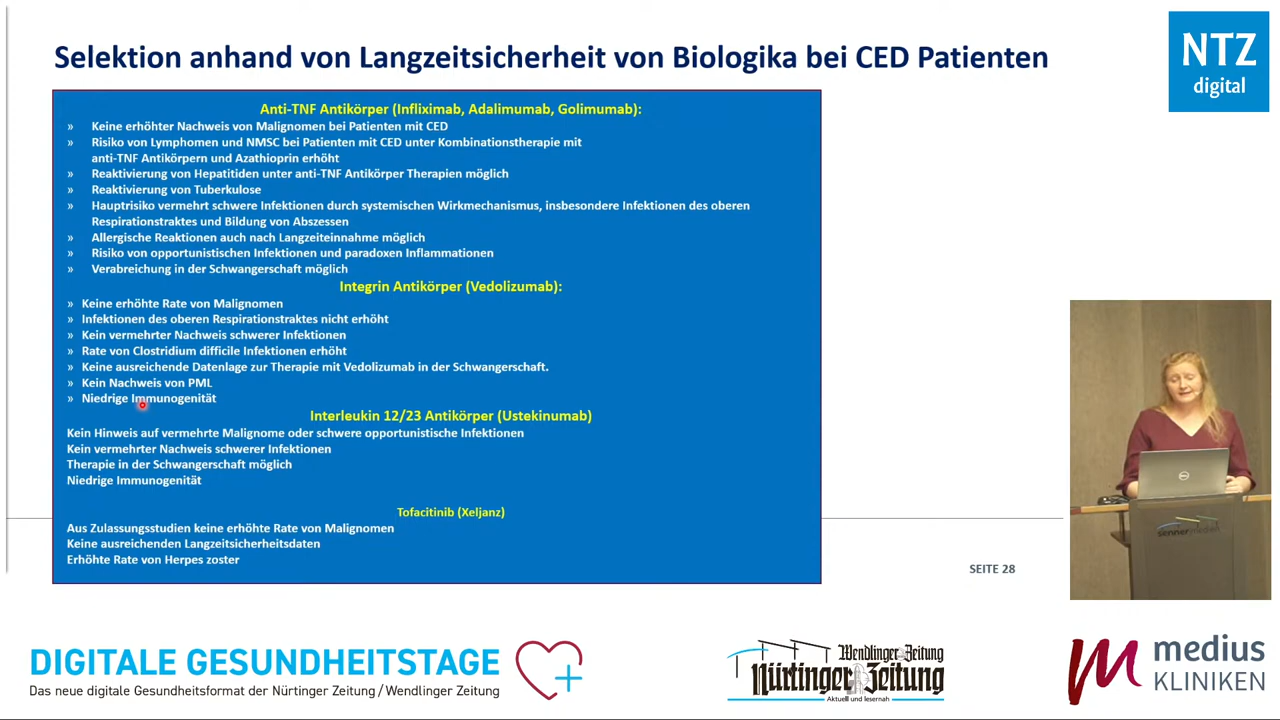 Selektion anhand von Langzeitsicherheit von Biologika bei CED Patienten
NTZ
digital
Anti-TNF Antikörper (Infliximab, Adalimumab, Golimumab):
» Keine erhöhter Nachweis von Malignomen bei Patienten mit CED
» Risiko von Lymphomen und NMSC bei Patienten mit CED unter Kombinationstherapie mit
anti-TNF Antikörpern und Azathioprin erhöht
» Reaktivierung von Hepatitiden unter anti-TNF Antikörper Therapien möglich
» Reaktivierung von Tuberkulose
» Hauptrisiko vermehrt schwere Infektionen durch systemischen Wirkmechanismus, insbesondere Infektionen des oberen
Respirationstraktes und Bildung von Abszessen
» Allergische Reaktionen auch nach Langzeiteinnahme möglich
» Risiko von opportunistischen Infektionen und paradoxen Inflammationen
» Verabreichung in der Schwangerschaft möglich
Integrin Antikörper (Vedolizumab):
» Keine erhöhte Rate von Malignomen
» Infektionen des oberen Respirationstraktes nicht erhöht
» Kein vermehrter Nachweis schwerer Infektionen
» Rate von Clostridium difficile Infektionen erhöht
» Keine ausreichende Datenlage zur Therapie mit Vedolizumab in der Schwangerschaft.
» Kein Nachweis von PML
» Niedrige Immunogenität
Interleukin 12/23 Antikörper (Ustekinumab)
Kein Hinweis auf vermehrte Malignome oder schwere opportunistische Infektionen
Kein vermehrter Nachweis schwerer Infektionen
Therapie in der Schwangerschaft möglich
Niedrige Immunogenität
Tofacitinib (Xeljanz)
Aus Zulassungsstudien keine erhöhte Rate von Malignomen
Keine ausreichenden Langzeitsicherheitsdaten
Erhöhte Rate von Herpes zoster
SEITE 28
DELL
sennermedien
DIGITALE GESUNDHEITSTAGE
Das neue digitale Gesundheitsformat der Nürtinger Zeitung / Wendlinger Zeitung
Wendlinger Zeitung
Nürtinger Zeitung
Aktuell und lesernah
medius
KLINIKEN